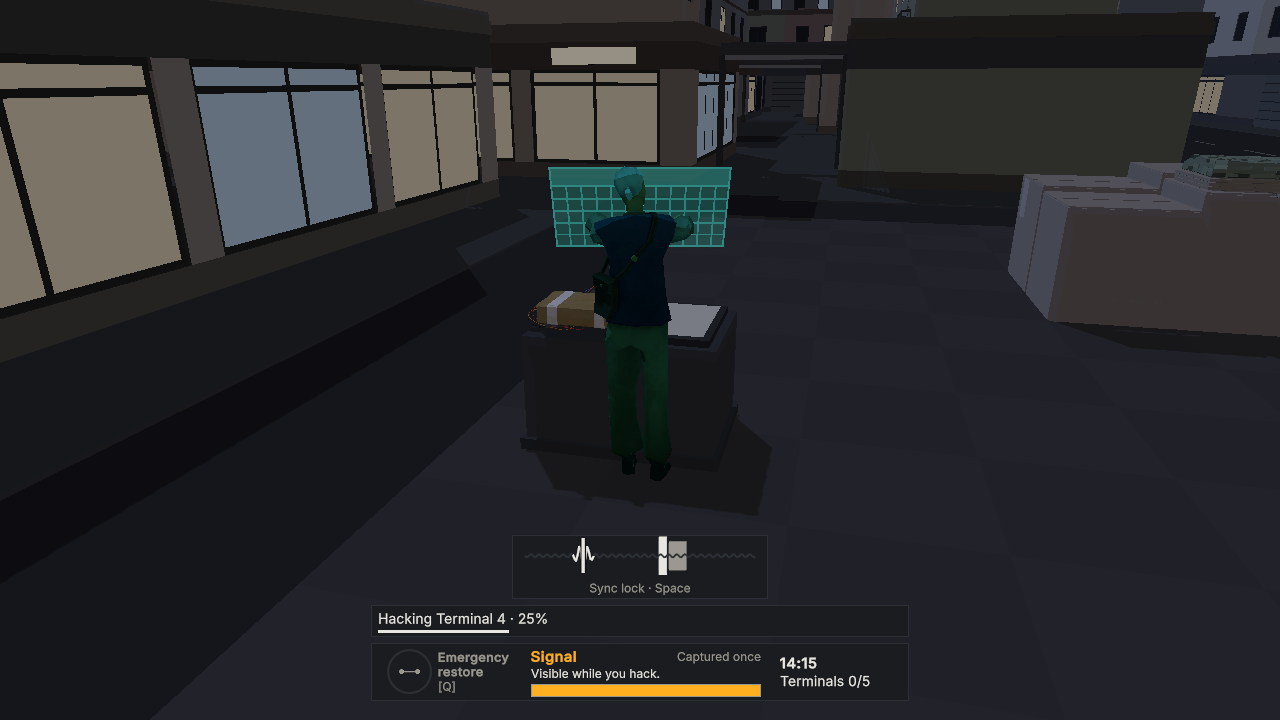 Sync lock · Space
Hacking Terminal 4 · 25%
Emergency
restore
[Q]
Signal
Captured once
Visible while you hack.
14:15
Terminals 0/5